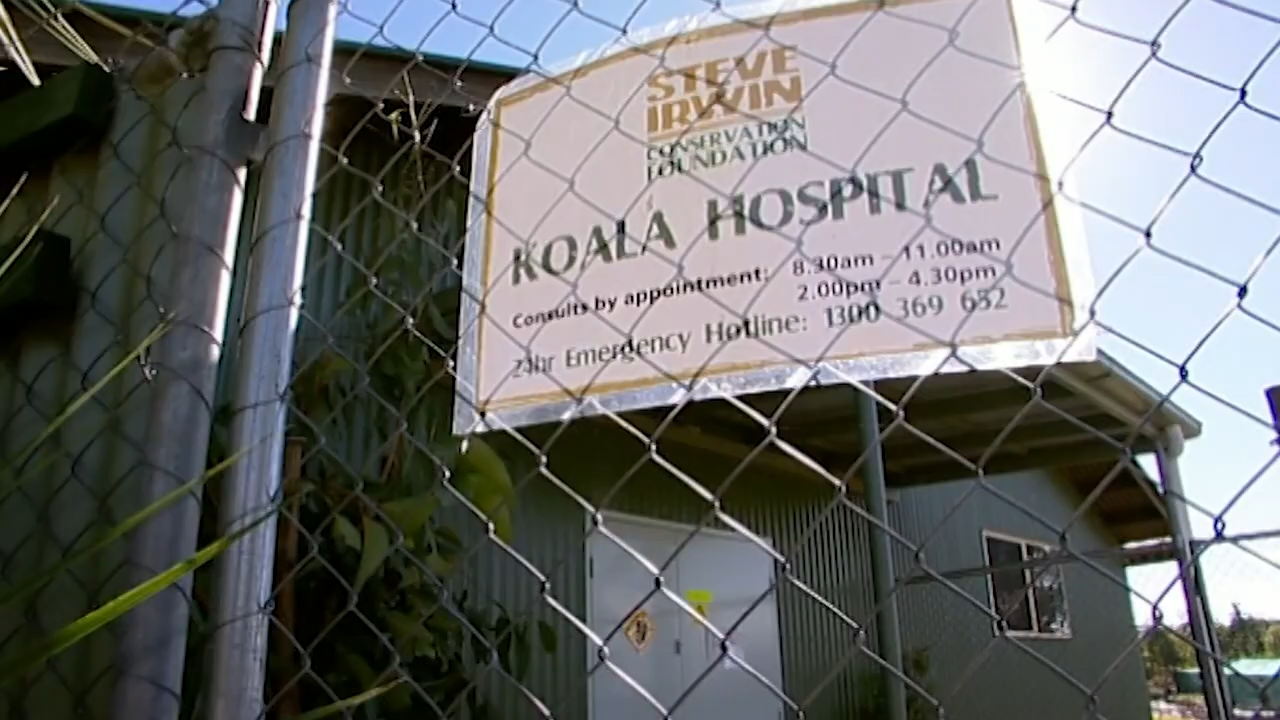 STEVE
IRWIN
CONSERVATION
FOUNDATION
KOALA HOSPITAL
Consults by appointment: 8.30am - 11.00am
2.00pm - 4.30pm
24hr Emergency Hotline: 1300 369 652